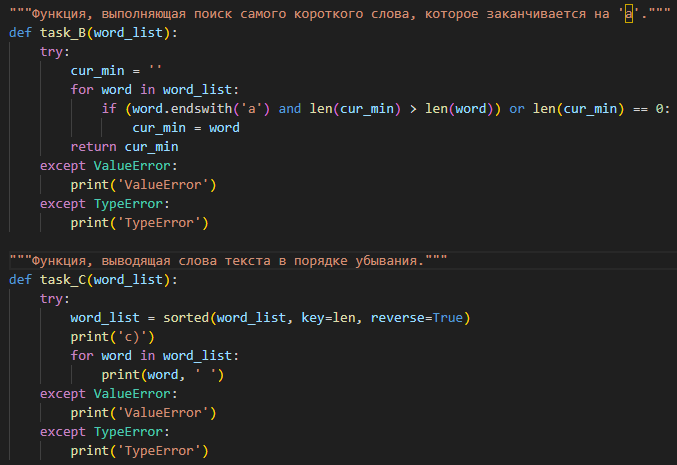 """Функция, выполняющая поиск самого короткого слова, которое заканчивается на 'а'."""
def task_B(word_list):
    try:
        cur_min = ''
        for word in word_list:
            if (word.endswith('a') and len(cur_min) > len(word)) or len(cur_min) == 0:
                cur_min = word
        return cur_min
    except ValueError:
        print('ValueError')
    except TypeError:
        print('TypeError')
"""Функция, выводящая слова текста в порядке убывания."""
def task_C(word_list):
    try:
        word_list = sorted(word_list, key=len, reverse=True)
        print('c)')
        for word in word_list:
            print(word, ' ')
    except ValueError:
        print('ValueError')
    except TypeError:
        print('TypeError')